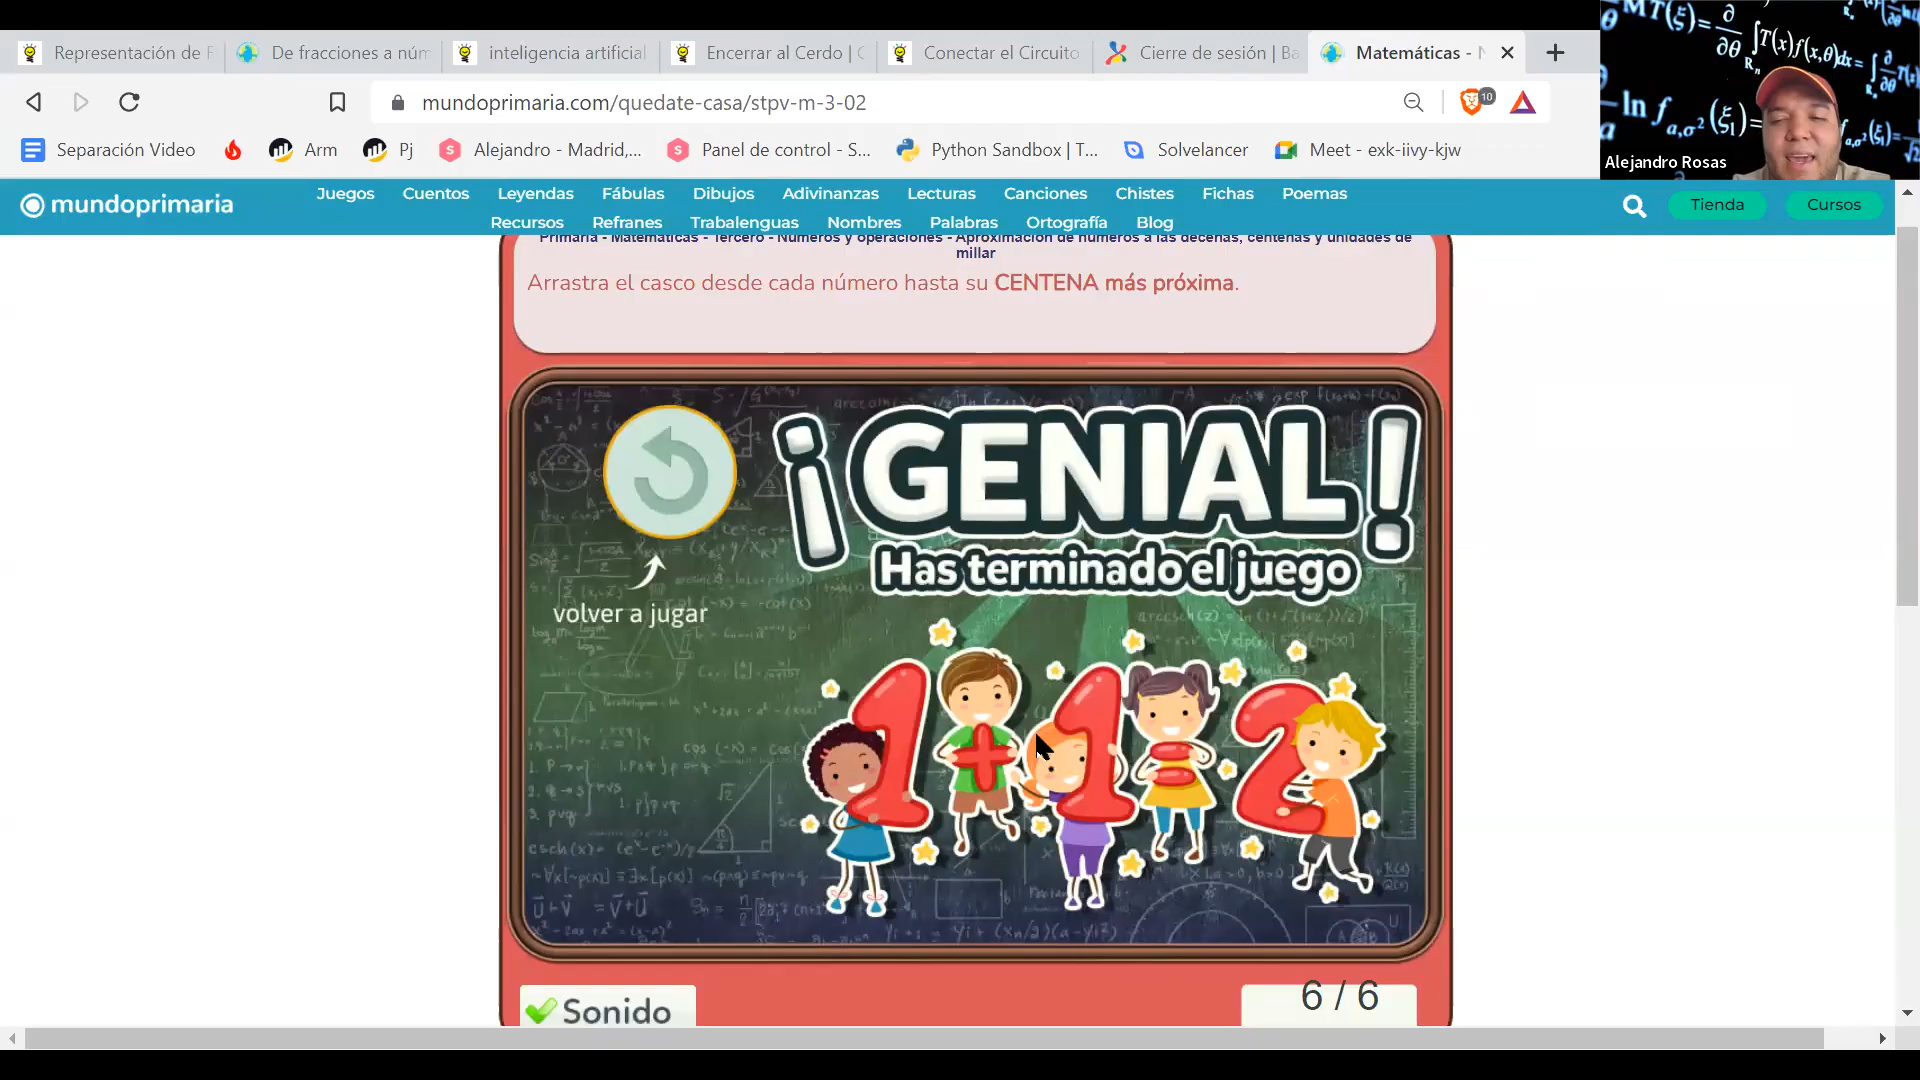 Representación de F
De fracciones a núm
inteligencia artificial
Encerrar al Cerdo | C
Conectar el Circuito
Cierre de sesión | Ba
Matemáticas - N
mundoprimaria.com/quedate-casa/stpv-m-3-02
10
Separación Video
Arm
Pj
Alejandro - Madrid,...
Panel de control - S...
Python Sandbox | T...
Solvelancer
Meet - exk-iivy-kjw
Alejandro Rosas
mundoprimaria
Juegos Cuentos Leyendas Fábulas Dibujos Adivinanzas Lecturas Canciones Chistes Fichas Poemas
Recursos Refranes Trabalenguas Nombres Palabras Ortografía Blog
Tienda
Cursos
Primaria - Matemáticas - Tercero - Números y operaciones - Aproximación de números a las decenas, centenas y unidades de
millar
Arrastra el casco desde cada número hasta su CENTENA más próxima.
¡GENIAL!
Has terminado el juego
volver a jugar
1 + 1 = 2
Sonido
6 / 6